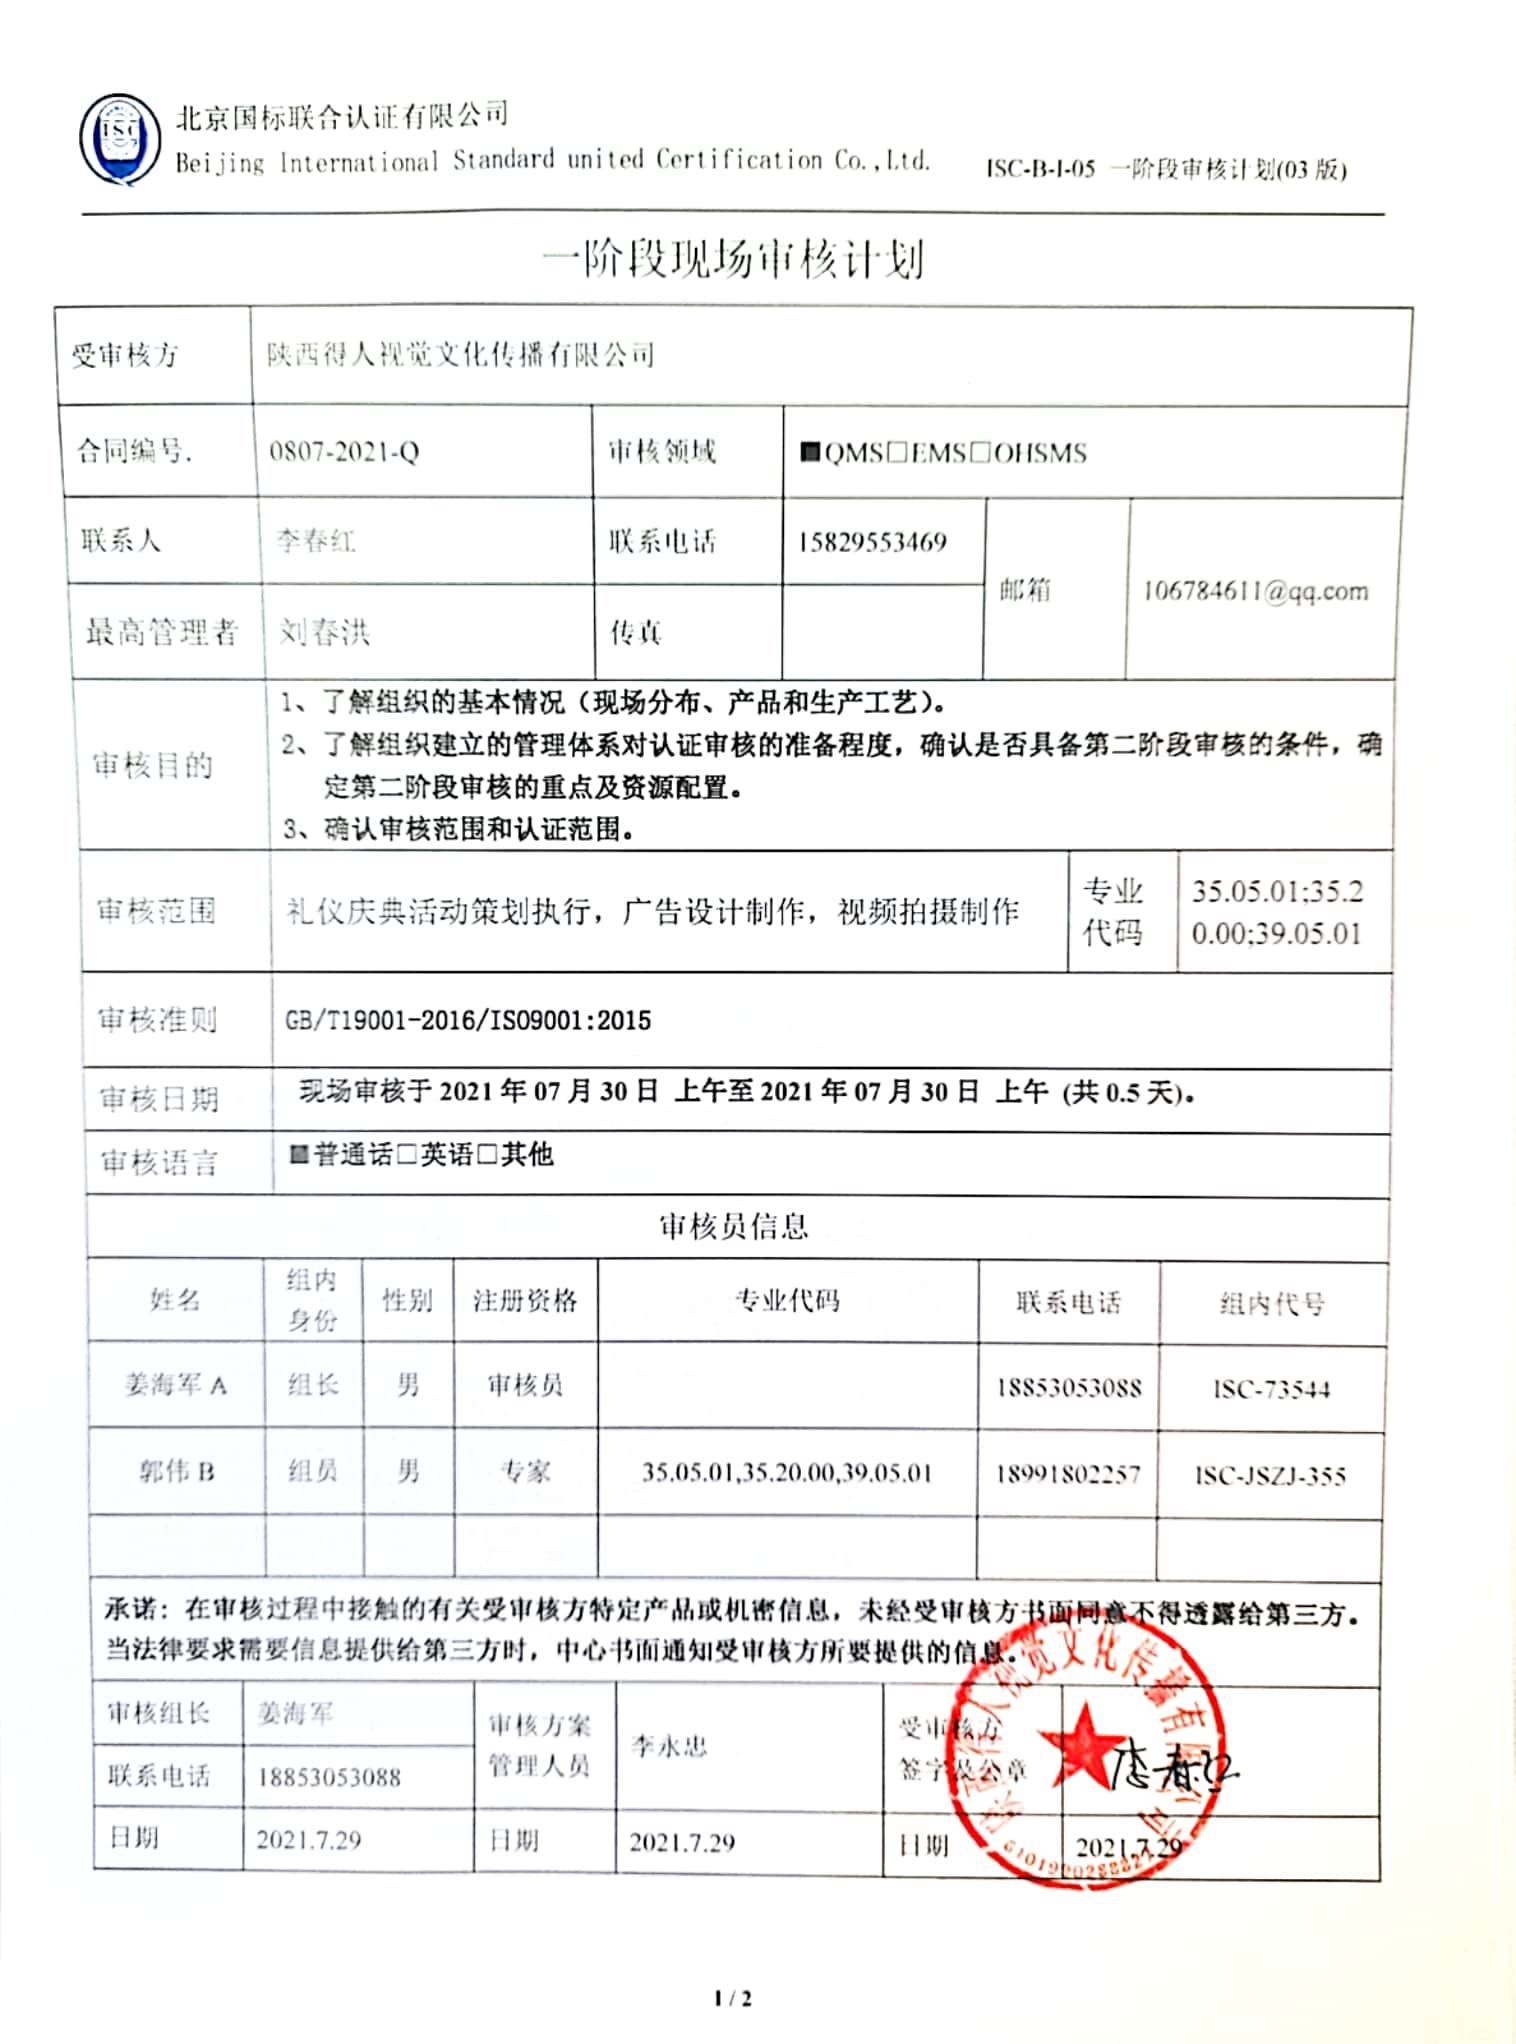 ISC
北京国标联合认证有限公司
Beijing International Standard united Certification Co.,Ltd.
ISC-B-I-05 一阶段审核计划(03 版)
一阶段现场审核计划
受审核方 陕西得人视觉文化传播有限公司
合同编号. 0807-2021-Q 审核领域 ■QMS□EMS□OHSMS
联系人 李春红 联系电话 15829553469 邮箱 106784611@qq.com
最高管理者 刘春洪 传真
审核目的
1、了解组织的基本情况（现场分布、产品和生产工艺）。
2、了解组织建立的管理体系对认证审核的准备程度，确认是否具备第二阶段审核的条件，确
定第二阶段审核的重点及资源配置。
3、确认审核范围和认证范围。
审核范围 礼仪庆典活动策划执行，广告设计制作，视频拍摄制作
专业
代码
35.05.01;35.2
0.00;39.05.01
审核准则 GB/T19001-2016/ISO9001:2015
审核日期 现场审核于 2021 年 07 月 30 日 上午至 2021 年 07 月 30 日 上午 (共 0.5 天)。
审核语言 ■普通话□英语□其他
审核员信息
姓名 组内
身份 性别 注册资格 专业代码 联系电话 组内代号
姜海军 A 组长 男 审核员 18853053088 ISC-73544
郭伟 B 组员 男 专家 35.05.01,35.20.00,39.05.01 18991802257 ISC-JSZJ-355
承诺：在审核过程中接触的有关受审核方特定产品或机密信息，未经受审核方书面同意不得透露给第三方。
当法律要求需要信息提供给第三方时，中心书面通知受审核方所要提供的信息。
审核组长 姜海军
审核方案
管理人员
李永忠
受审核方
签字及公章
李春红
联系电话 18853053088
日期 2021.7.29 日期 2021.7.29 日期 2021.7.29
1 / 2